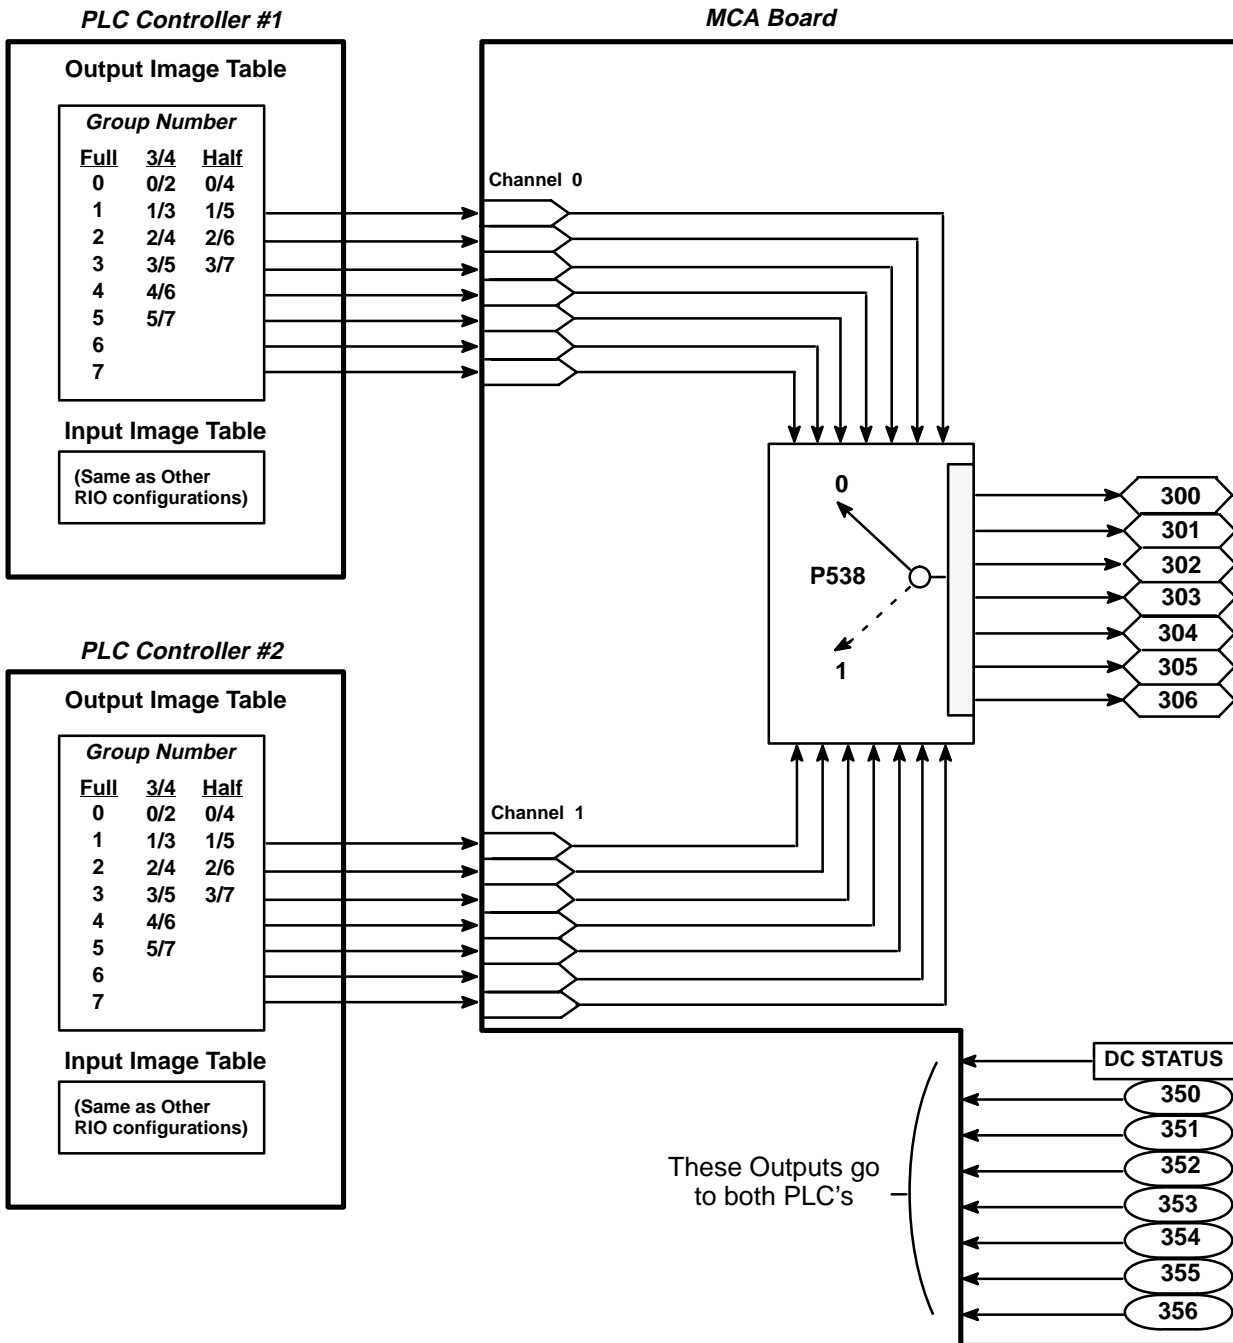 PLC Controller #1
MCA Board
Output Image Table
Group Number
Full 3/4 Half
0 0/2 0/4
1 1/3 1/5
2 2/4 2/6
3 3/5 3/7
4 4/6
5 5/7
6
7
Input Image Table
(Same as Other
RIO configurations)
Channel 0
0
P538
1
300
301
302
303
304
305
306
PLC Controller #2
Output Image Table
Group Number
Full 3/4 Half
0 0/2 0/4
1 1/3 1/5
2 2/4 2/6
3 3/5 3/7
4 4/6
5 5/7
6
7
Input Image Table
(Same as Other
RIO configurations)
Channel 1
These Outputs go
to both PLC's
DC STATUS
350
351
352
353
354
355
356